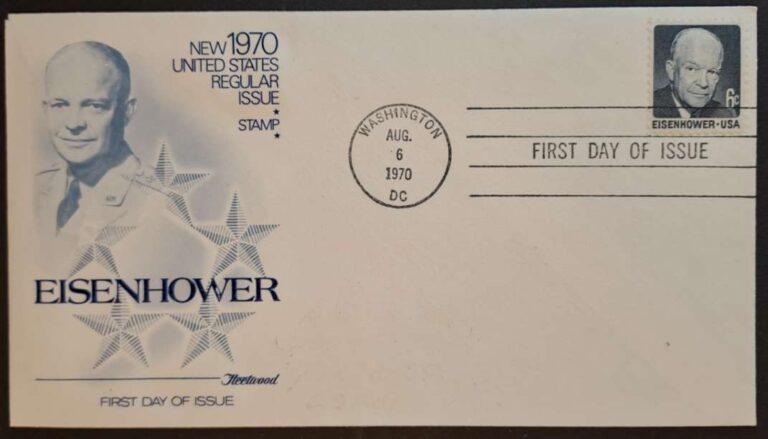 NEW 1970
UNITED STATES
REGULAR
ISSUE
STAMP
EISENHOWER
Fleetwood
FIRST DAY OF ISSUE
WASHINGTON
AUG.
6
1970
DC
6c
EISENHOWER·USA
FIRST DAY OF ISSUE